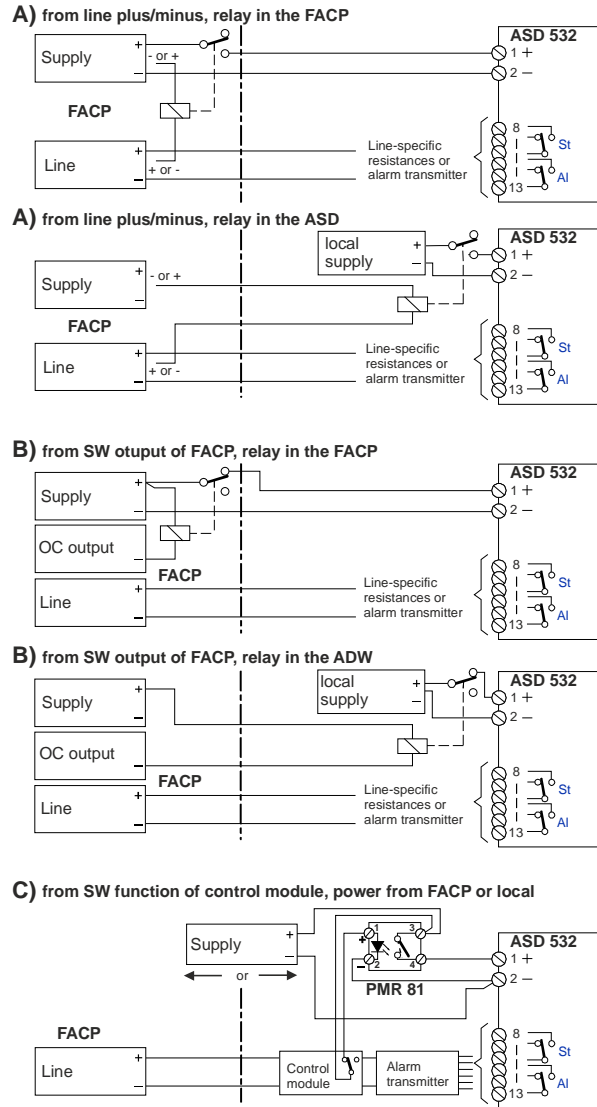 A) from line plus/minus, relay in the FACP
ASD 532
Supply
+
- or +
−
1 +
2 −
FACP
Line
+
+ or -
−
Line-specific
resistances or
alarm transmitter
8
St
Al
13
A) from line plus/minus, relay in the ASD
ASD 532
local
supply
+
−
1 +
2 −
Supply
+
- or +
−
FACP
Line
+
+ or -
−
Line-specific
resistances or
alarm transmitter
8
St
Al
13
B) from SW otuput of FACP, relay in the FACP
ASD 532
Supply
+
−
1 +
2 −
OC output
−
FACP
Line
+
−
Line-specific
resistances or
alarm transmitter
8
St
Al
13
B) from SW output of FACP, relay in the ADW
ASD 532
local
supply
+
−
1 +
2 −
Supply
+
−
OC output
−
FACP
Line
+
−
Line-specific
resistances or
alarm transmitter
8
St
Al
13
C) from SW function of control module, power from FACP or local
ASD 532
Supply
+
−
or
+
1
3
−
2
4
PMR 81
1 +
2 −
FACP
Line
+
−
Control
module
Alarm
transmitter
8
St
Al
13